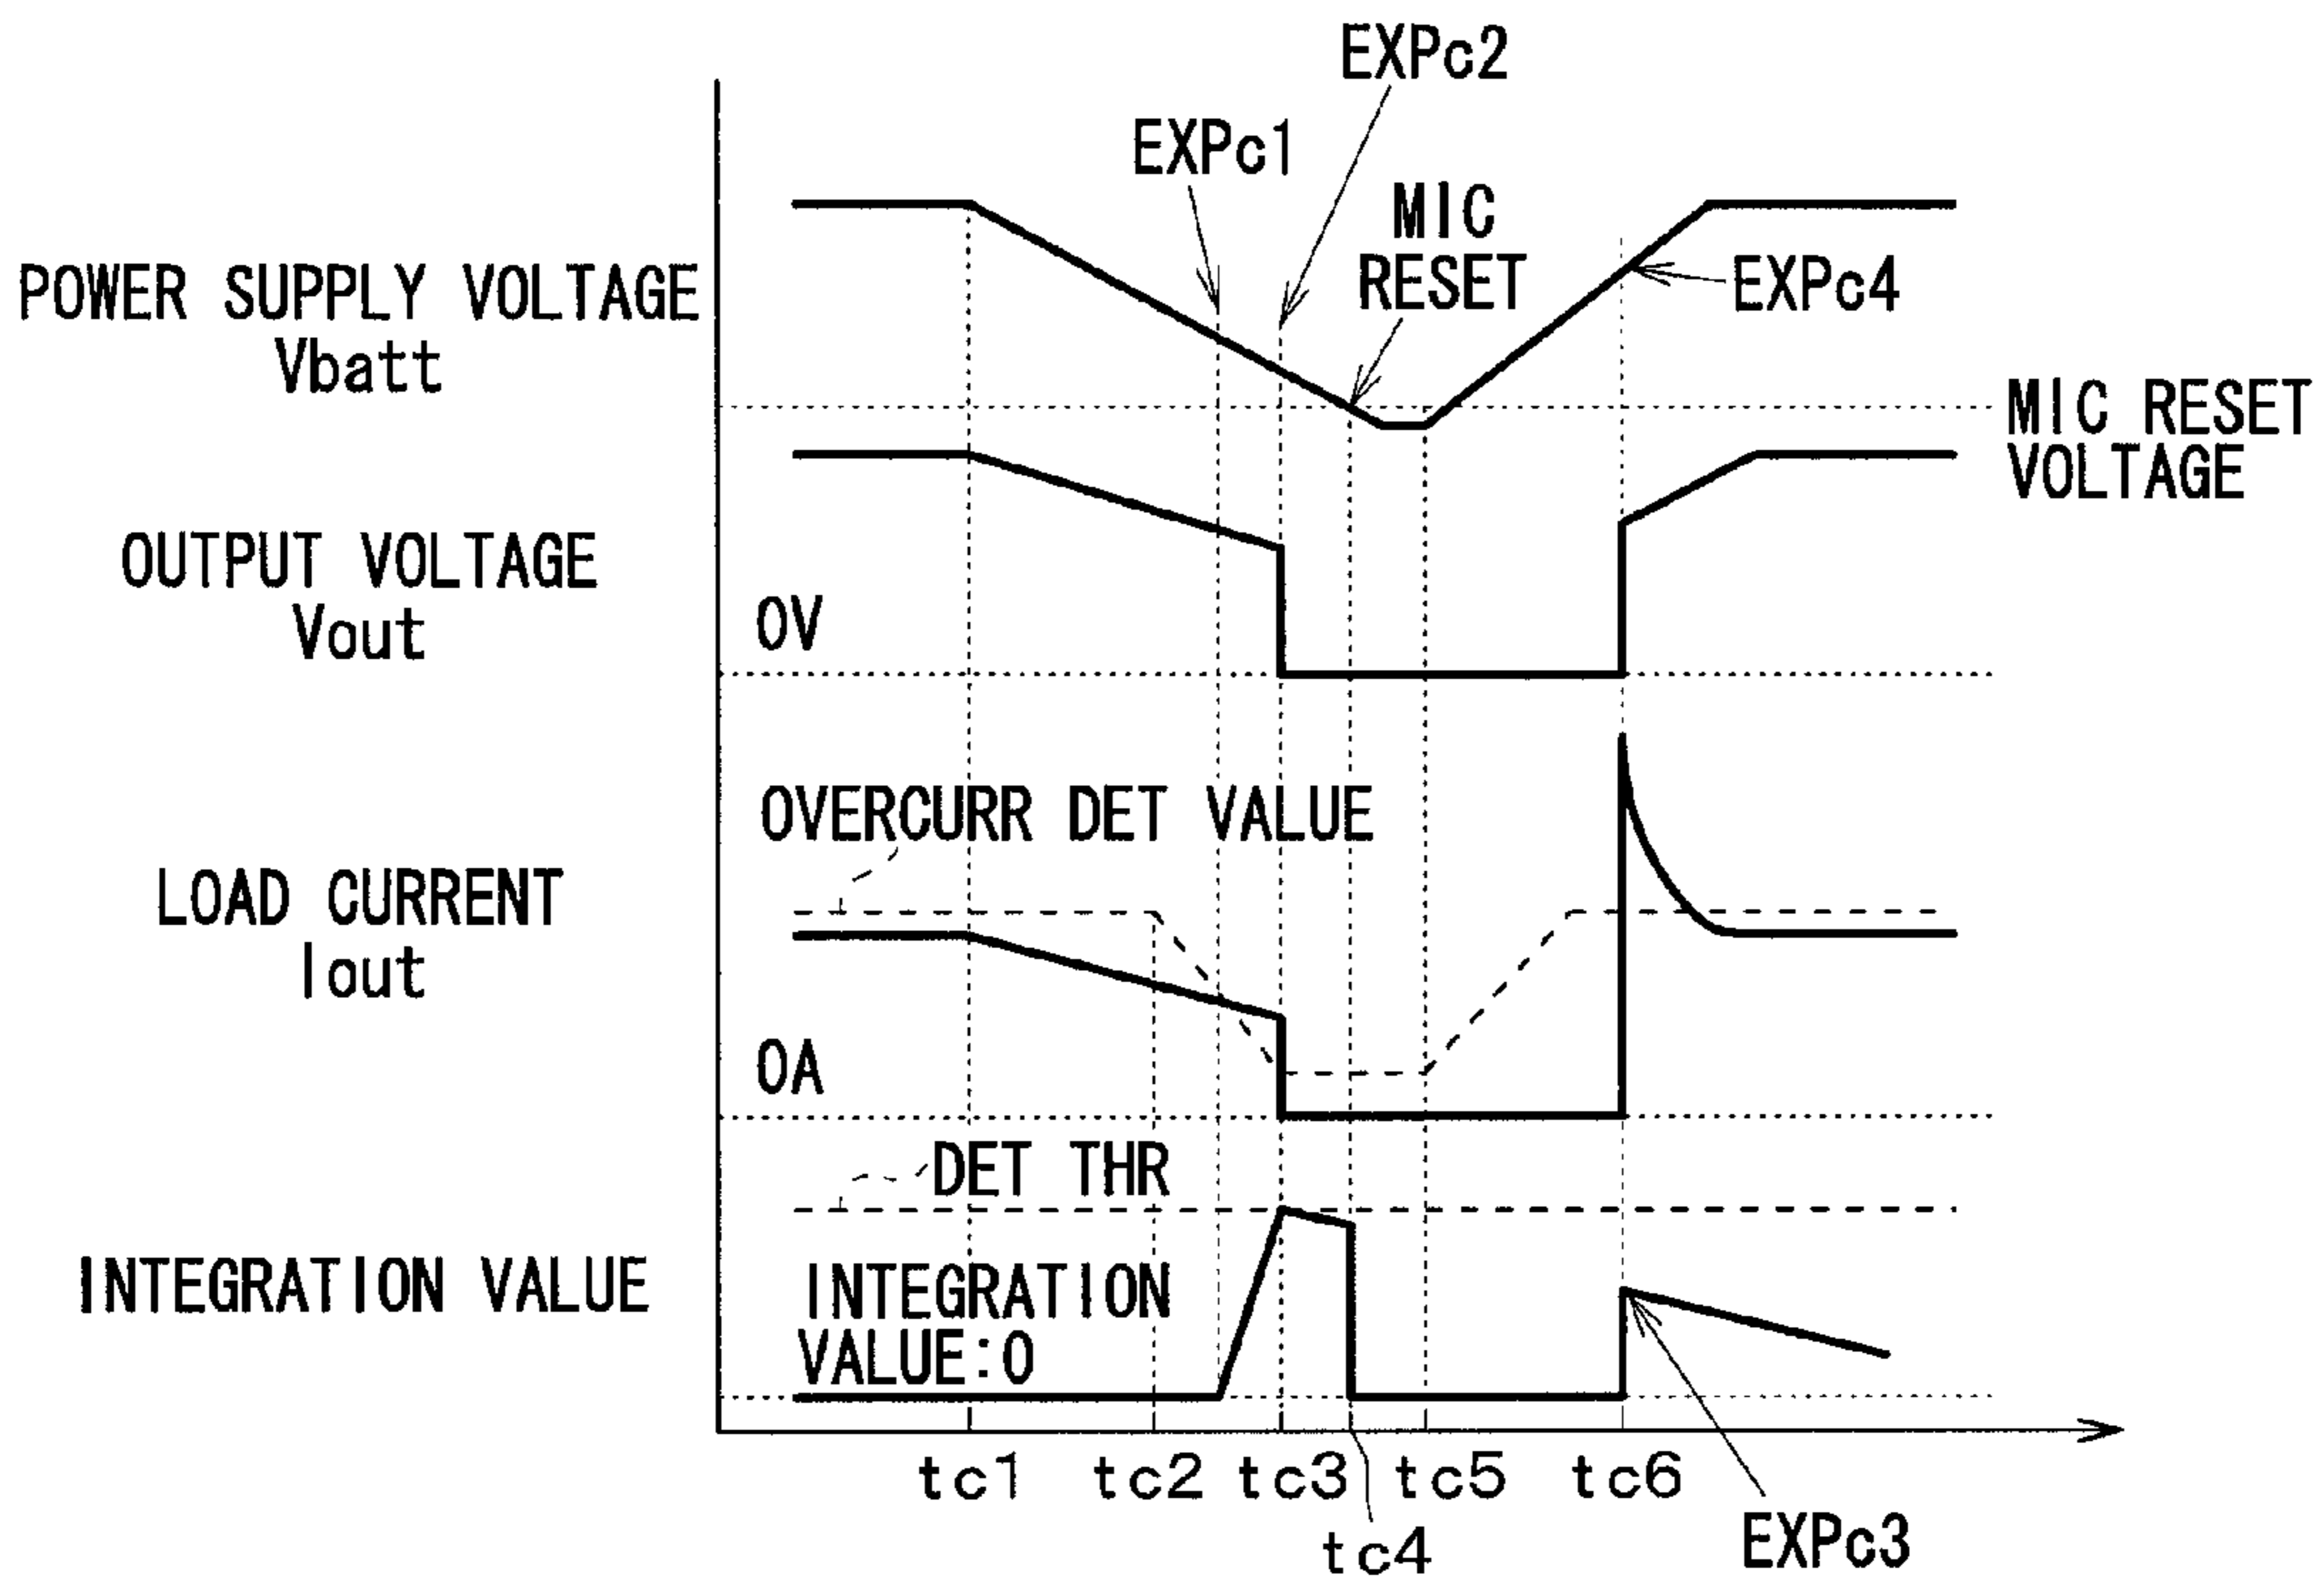 EXPc2
EXPc1
MIC
RESET
EXPc4
POWER SUPPLY VOLTAGE
Vbatt
MIC RESET
VOLTAGE
OUTPUT VOLTAGE
Vout
0V
OVERCURR DET VALUE
LOAD CURRENT
Iout
0A
DET THR
INTEGRATION VALUE
INTEGRATION
VALUE:0
tc1 tc2 tc3 tc5 tc6
tc4
EXPc3